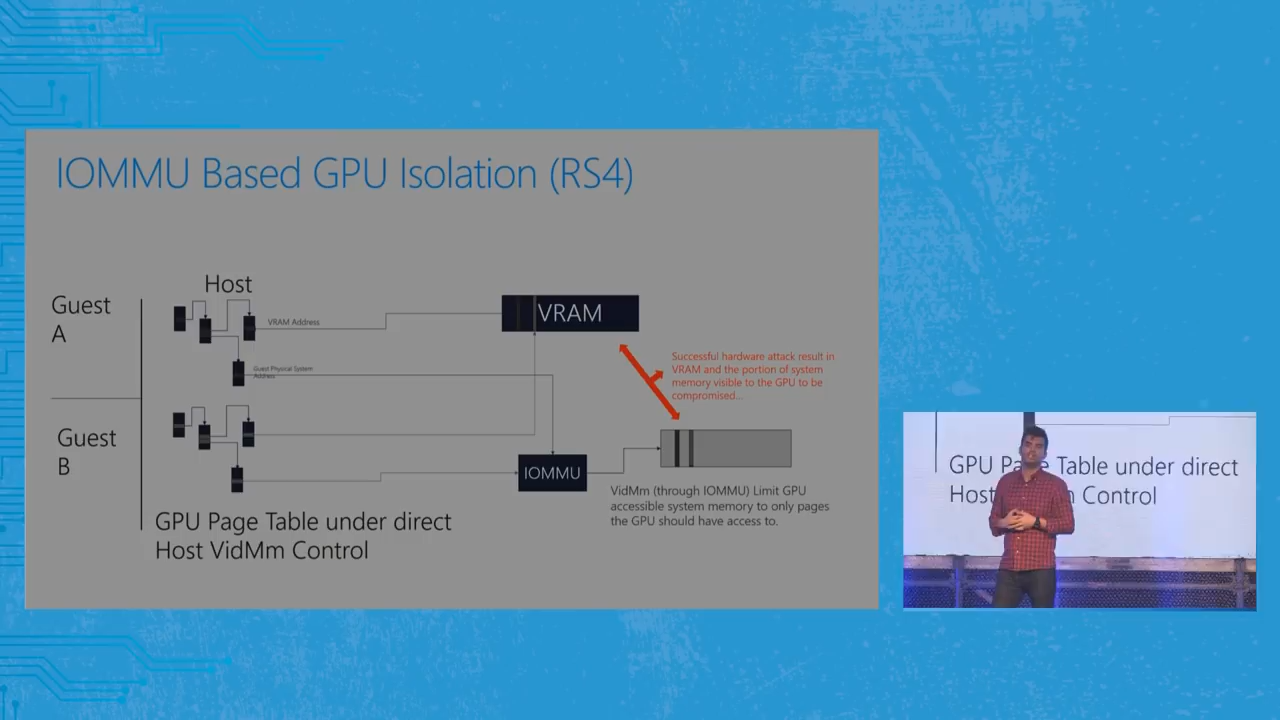 IOMMU Based GPU Isolation (RS4)
Host
Guest
A
VRAM Address
VRAM
Guest Physical System
Address
Successful hardware attack result in
VRAM and the portion of system
memory visible to the GPU to be
compromised...
Guest
B
IOMMU
VidMm (through IOMMU) Limit GPU
accessible system memory to only pages
the GPU should have access to.
GPU Page Table under direct
Host VidMm Control
GPU Table under direct
Host Control